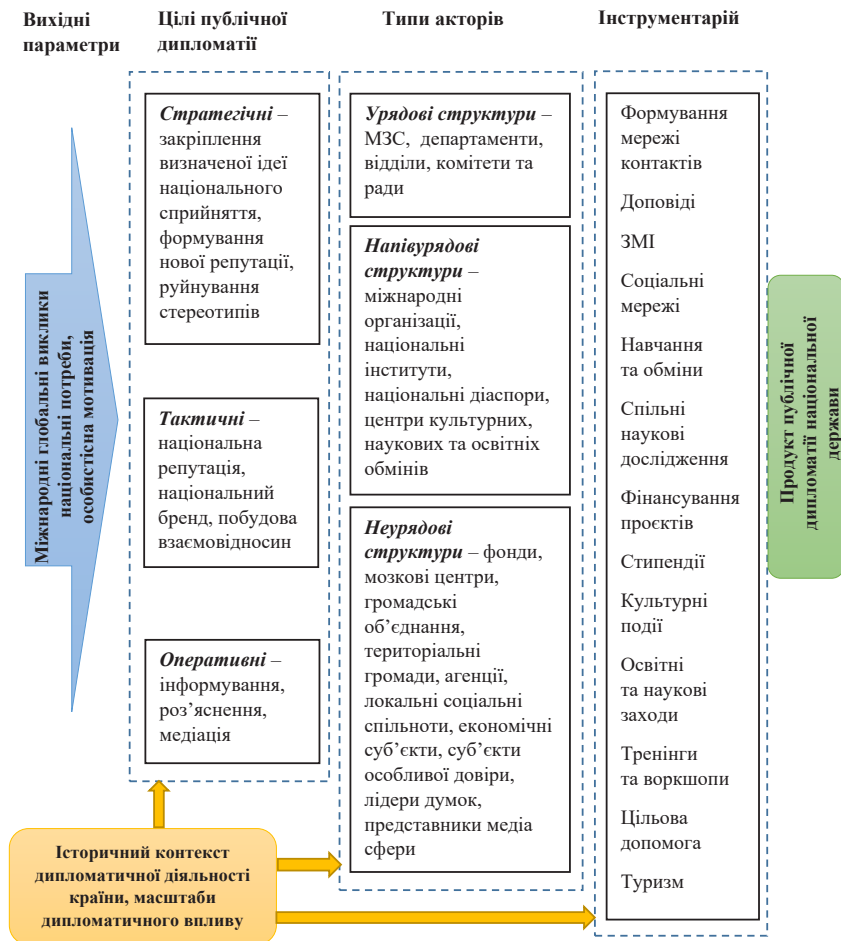 Вихідні
параметри
Цілі публічної
дипломатії
Типи акторів
Інструментарій
Міжнародні глобальні виклики
національні потреби,
особистісна мотивація
Стратегічні –
закріплення
визначеної ідеї
національного
сприйняття,
формування
нової репутації,
руйнування
стереотипів
Тактичні –
національна
репутація,
національний
бренд, побудова
взаємовідносин
Оперативні –
інформування,
роз’яснення,
медіація
Урядові структури –
МЗС, департаменти,
відділи, комітети та
ради
Напівурядові
структури –
міжнародні
організації,
національні
інститути,
національні діаспори,
центри культурних,
наукових та освітніх
обмінів
Неурядові
структури – фонди,
мозкові центри,
громадські
об’єднання,
територіальні
громади, агенції,
локальні соціальні
спільноти, економічні
суб’єкти, суб’єкти
особливої довіри,
лідери думок,
представники медіа
сфери
Формування
мережі
контактів
Доповіді
ЗМІ
Соціальні
мережі
Навчання
та обміни
Спільні
наукові
дослідження
Фінансування
проєктів
Стипендії
Культурні
події
Освітні
та наукові
заходи
Тренінги
та воркшопи
Цільова
допомога
Туризм
Продукт публічної
дипломатії національної
держави
Історичний контекст
дипломатичної діяльності
країни, масштаби
дипломатичного впливу